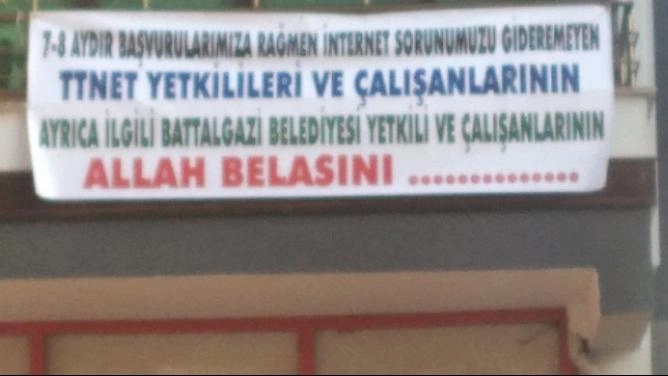 7-8 AYDIR BAŞVURULARIMIZA RAĞMEN İNTERNET SORUNUMUZU GİDEREMEYEN
TTNET YETKİLİLERİ VE ÇALIŞANLARININ
AYRICA İLGİLİ BATTALGAZİ BELEDİYESİ YETKİLİ VE ÇALIŞANLARININ
ALLAH BELASINI ..............